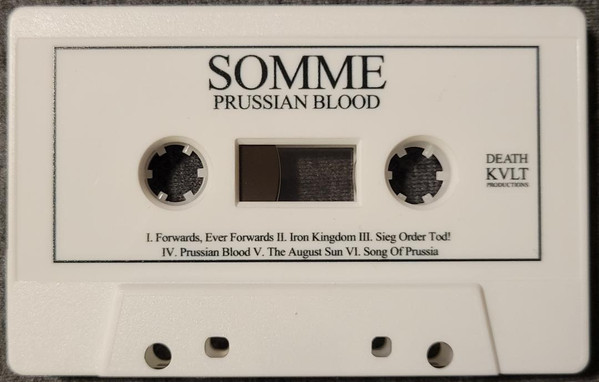 SOMME
PRUSSIAN BLOOD
DEATH
KVLT
PRODUCTIONS
I. Forwards, Ever Forwards II. Iron Kingdom III. Sieg Order Tod!
IV. Prussian Blood V. The August Sun VI. Song Of Prussia